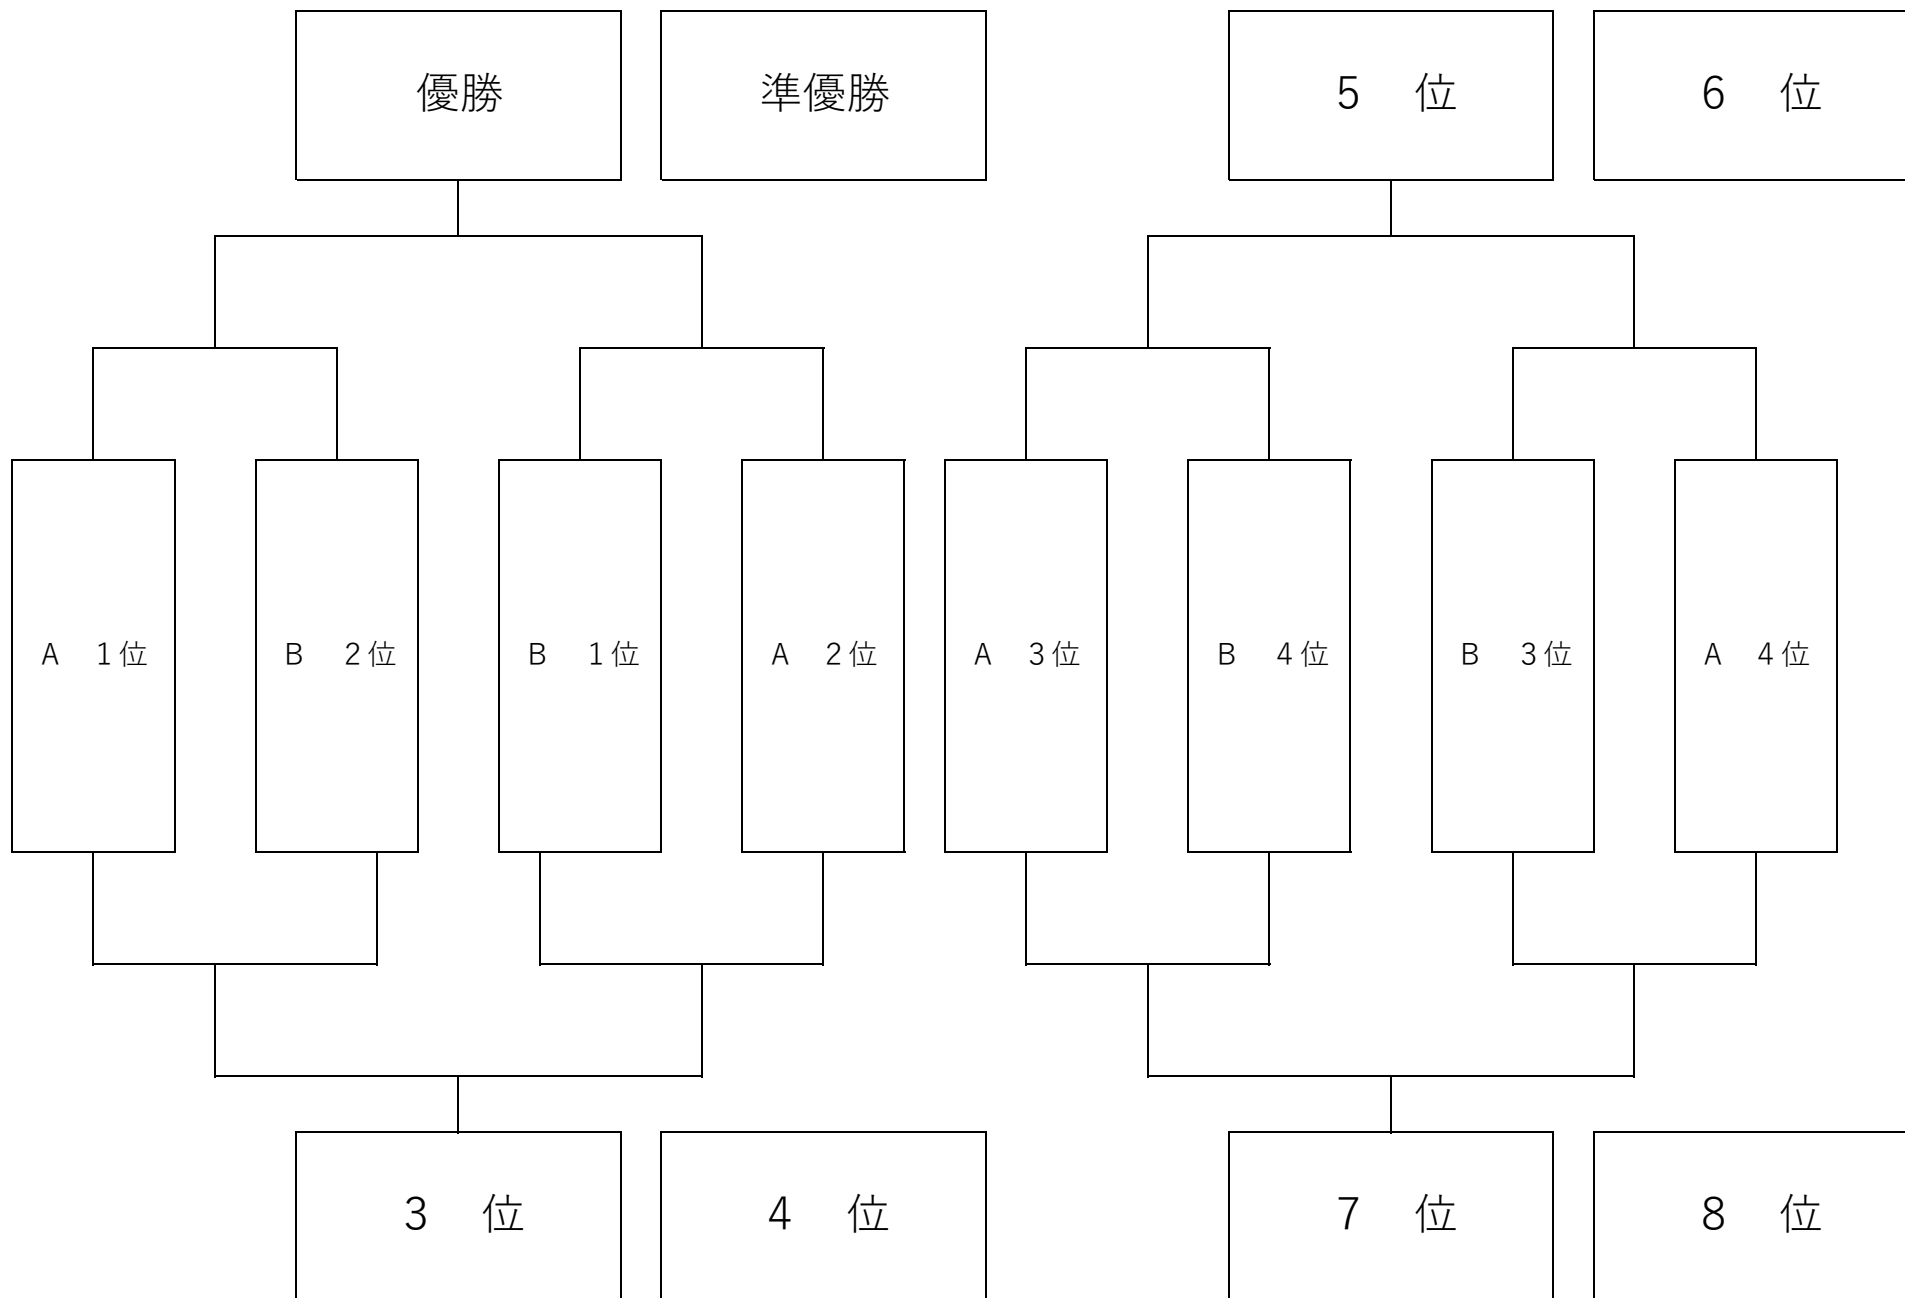 優勝
準優勝
5　位
6　位
A　1位
B　2位
B　1位
A　2位
A　3位
B　4位
B　3位
A　4位
3　位
4　位
7　位
8　位